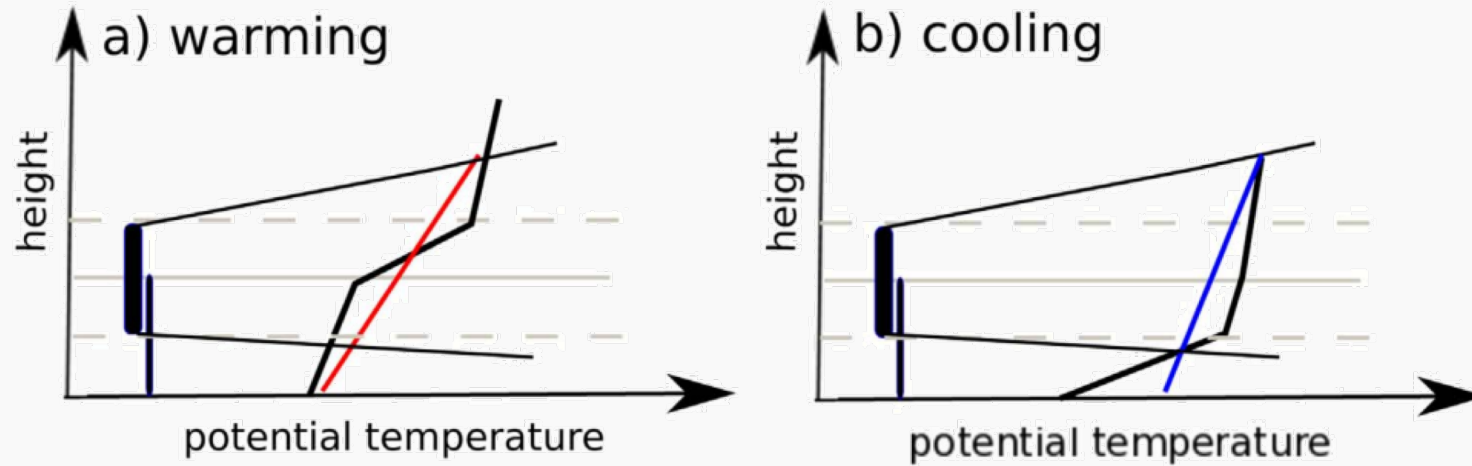 a) warming
height
potential temperature
b) cooling
height
potential temperature